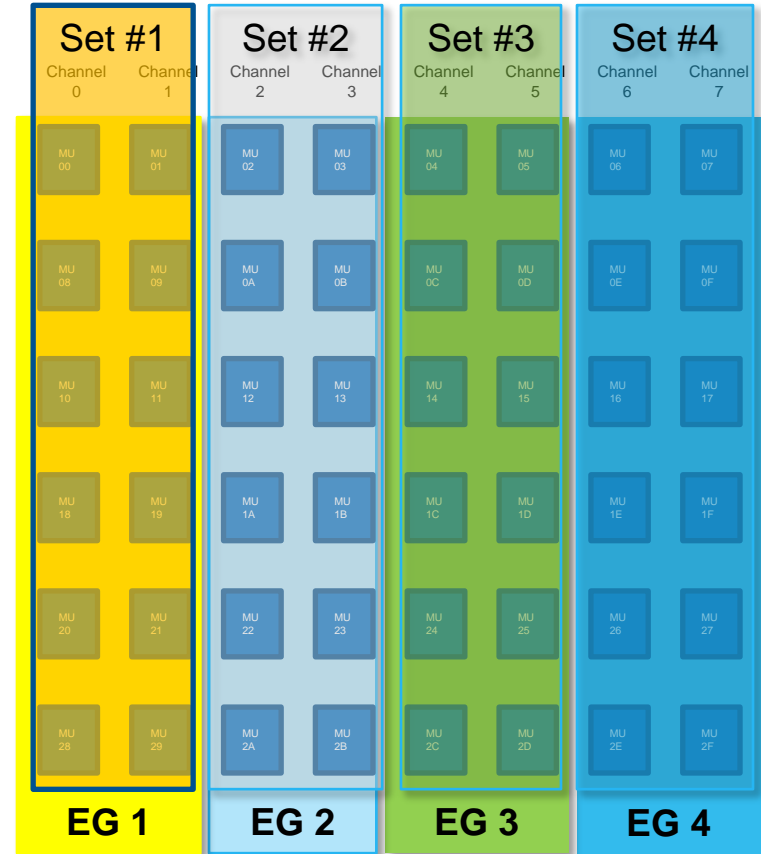 Set #1 Set #2 Set #3 Set #4
Channel Channel Channel Channel Channel Channel Channel Channel
0 1 2 3 4 5 6 7
MU MU MU MU MU MU MU MU
00 01 02 03 04 05 06 07
MU MU MU MU MU MU MU MU
08 09 0A 0B 0C 0D 0E 0F
MU MU MU MU MU MU MU MU
10 11 12 13 14 15 16 17
MU MU MU MU MU MU MU MU
18 19 1A 1B 1C 1D 1E 1F
MU MU MU MU MU MU MU MU
20 21 22 23 24 25 26 27
MU MU MU MU MU MU MU MU
28 29 2A 2B 2C 2D 2E 2F
EG 1 EG 2 EG 3 EG 4